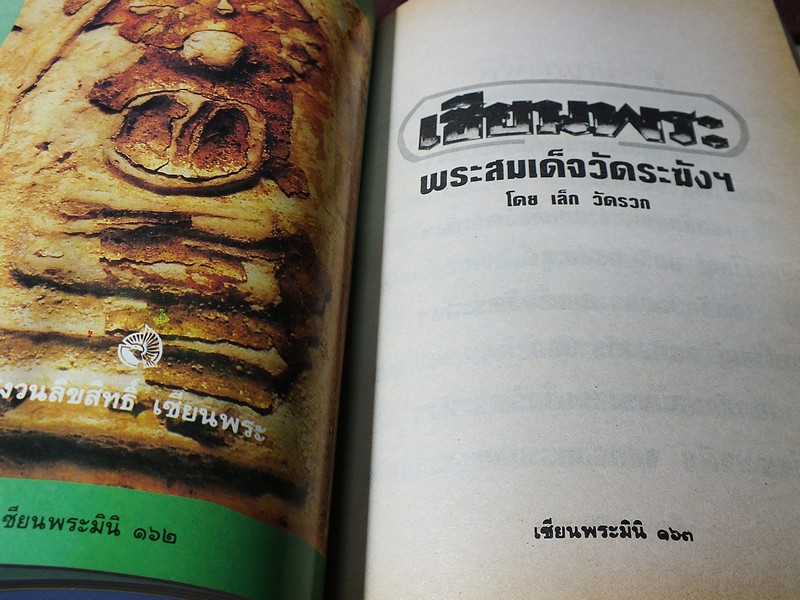 งวนลิขสิทธิ์ เซียนพระ
ซียนพระมินิ ๑๖๒
เซียนพระ
พระสมเด็จวัดระฆังฯ
โดย เล็ก วัดรวก
เซียนพระมินิ ๑๖๓